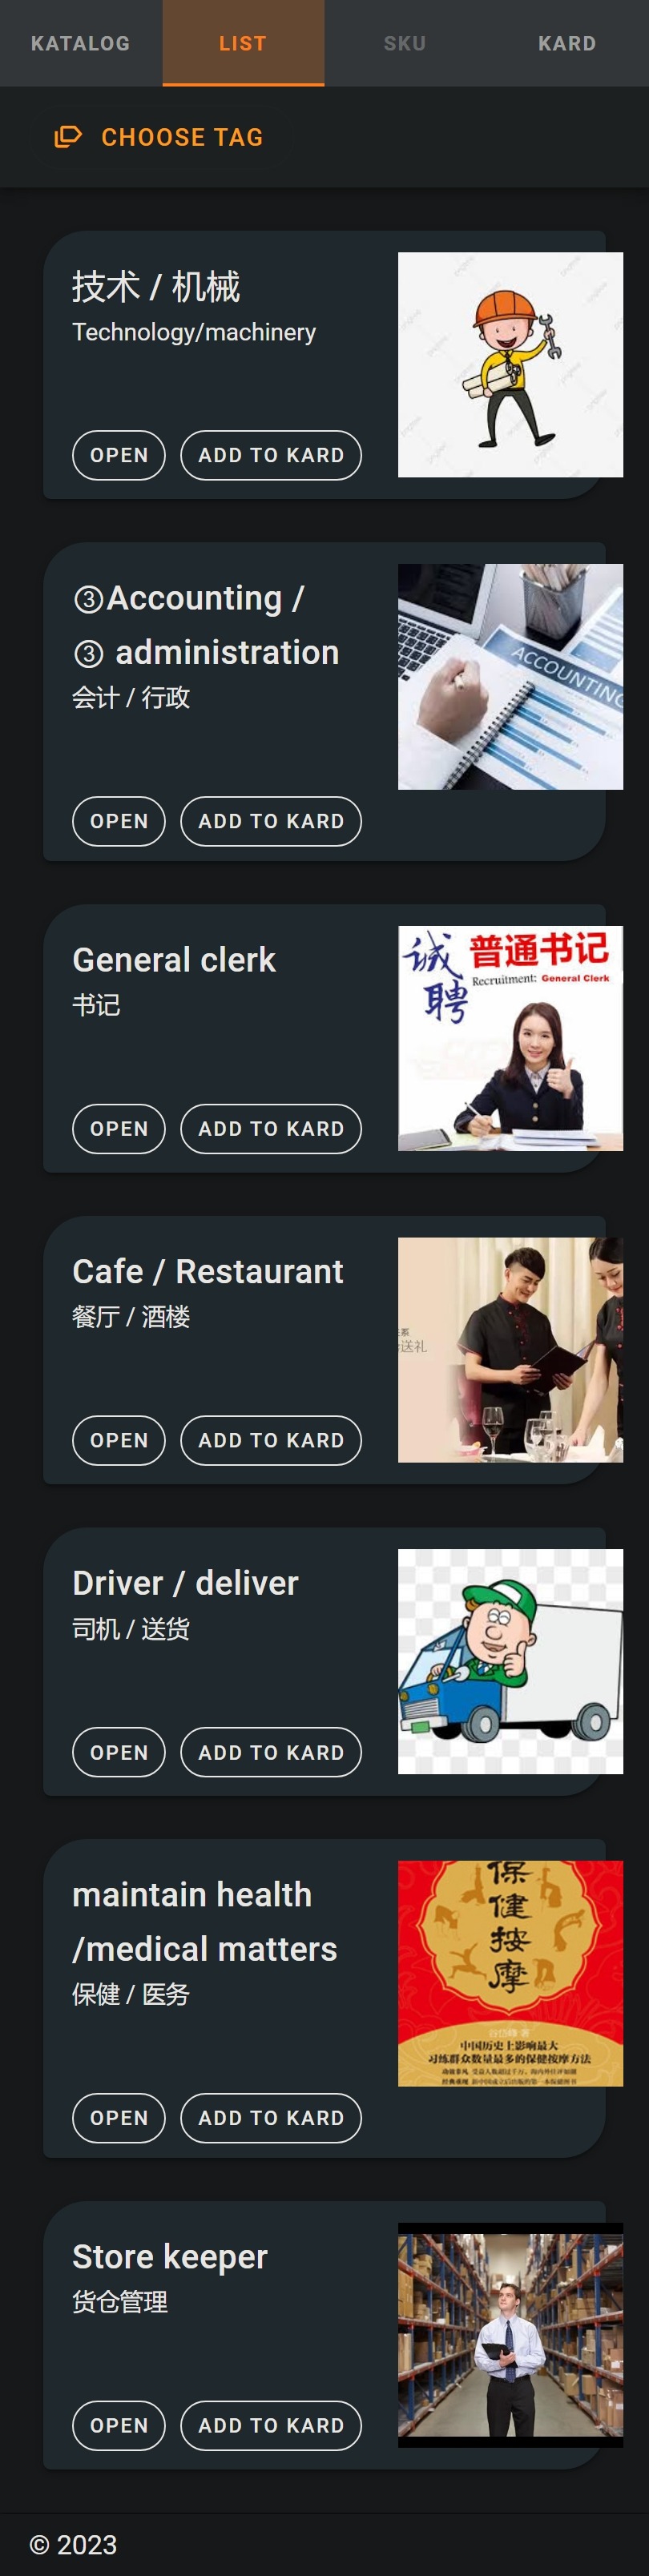 KATALOG LIST SKU KARD
CHOOSE TAG
技术 / 机械
Technology/machinery
OPEN ADD TO KARD
③Accounting /
③ administration
会计 / 行政
ACCOUNTING
OPEN ADD TO KARD
General clerk
书记
诚聘
普通书记
Recruitment: General Clerk
OPEN ADD TO KARD
Cafe / Restaurant
餐厅 / 酒楼
送礼
OPEN ADD TO KARD
Driver / deliver
司机 / 送货
OPEN ADD TO KARD
maintain health
/medical matters
保健 / 医务
保健按摩
中国历史上影响最大
习练群众数量最多的保健按摩方法
OPEN ADD TO KARD
Store keeper
货仓管理
OPEN ADD TO KARD
© 2023